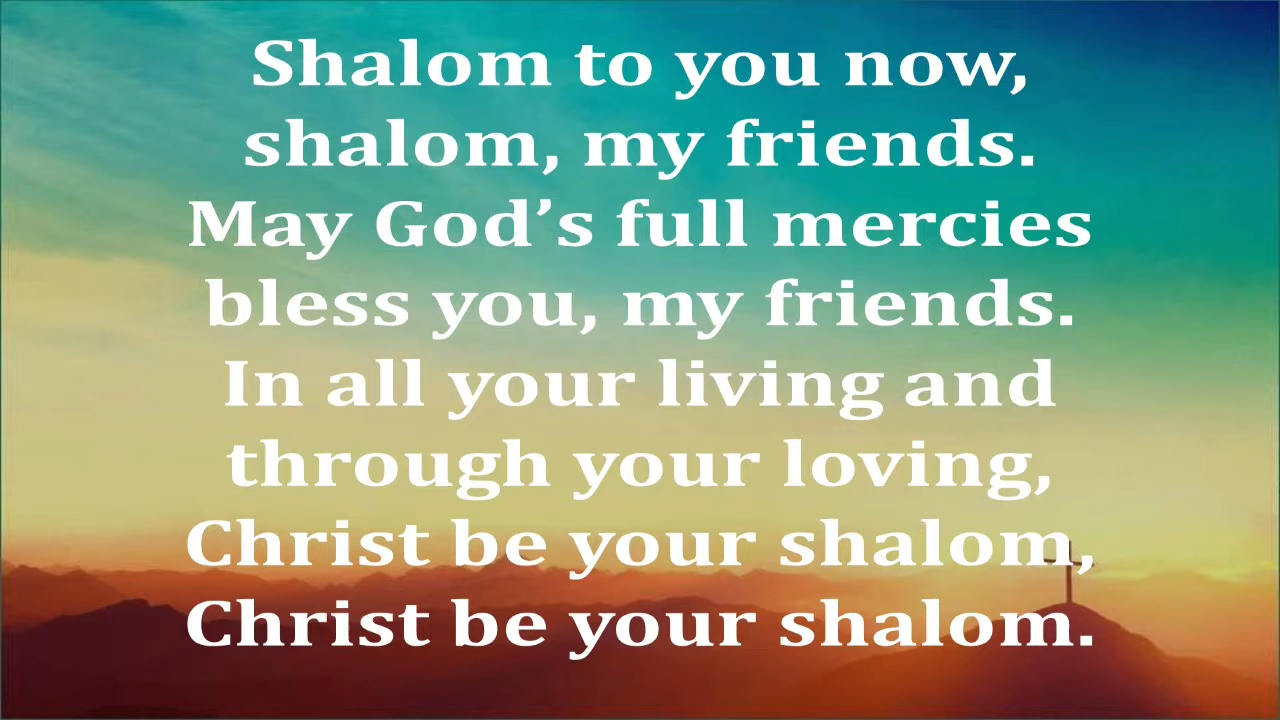 Shalom to you now,
shalom, my friends.
May God’s full mercies
bless you, my friends.
In all your living and
through your loving,
Christ be your shalom,
Christ be your shalom.